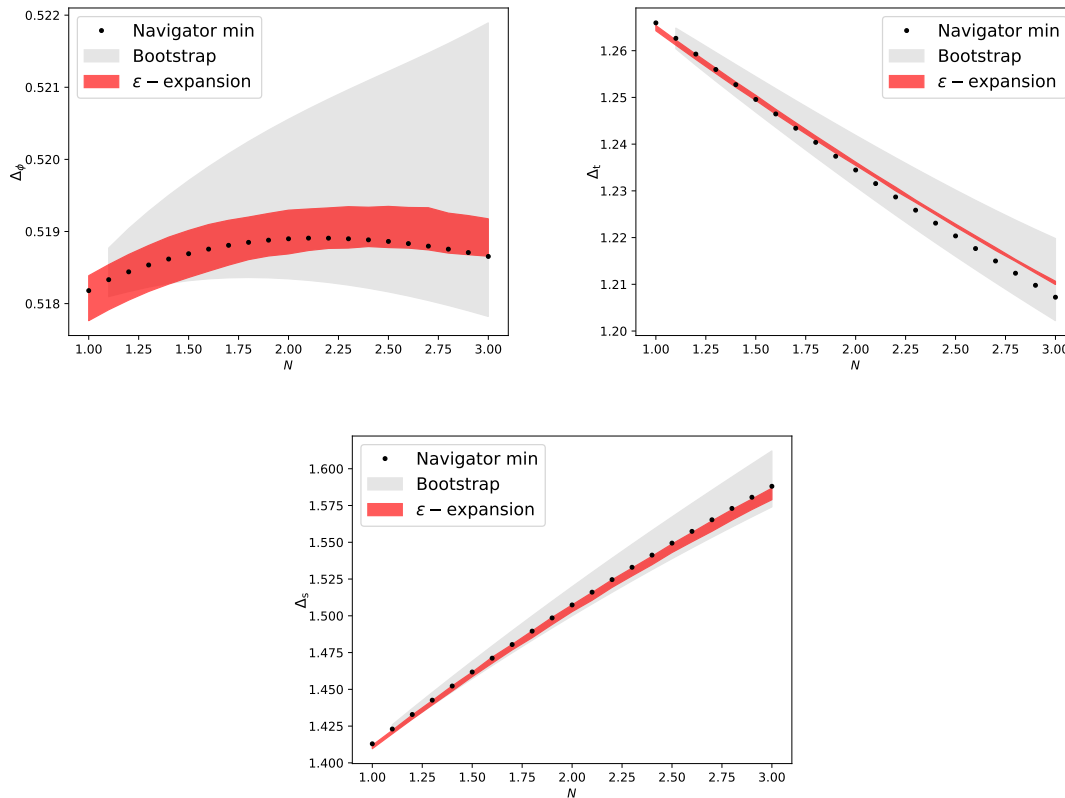 0.522
0.521
0.520
0.519
0.518
Δϕ
1.00 1.25 1.50 1.75 2.00 2.25 2.50 2.75 3.00
N
Navigator min
Bootstrap
ε − expansion
1.26
1.25
1.24
1.23
1.22
1.21
1.20
Δt
1.00 1.25 1.50 1.75 2.00 2.25 2.50 2.75 3.00
N
Navigator min
Bootstrap
ε − expansion
1.600
1.575
1.550
1.525
1.500
1.475
1.450
1.425
1.400
Δs
1.00 1.25 1.50 1.75 2.00 2.25 2.50 2.75 3.00
N
Navigator min
Bootstrap
ε − expansion